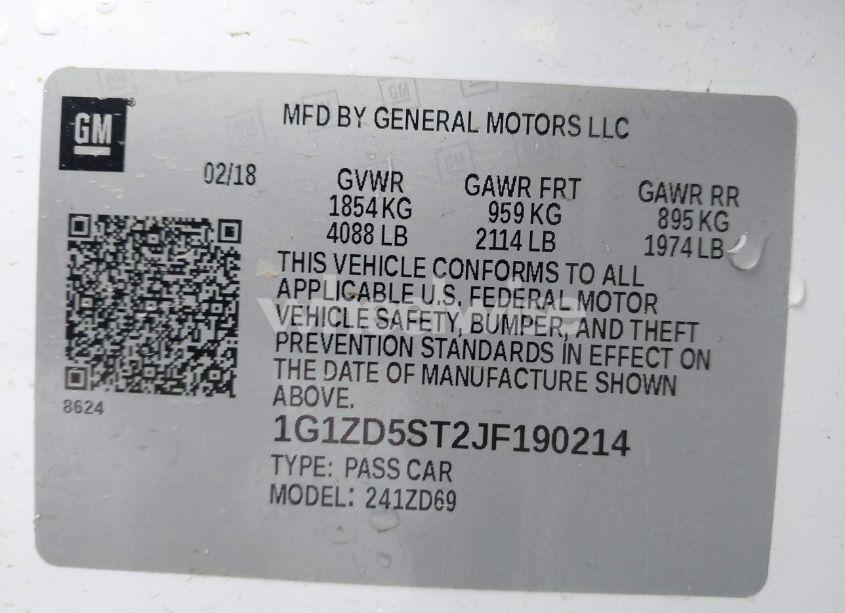 GM
MFD BY GENERAL MOTORS LLC
02/18
GVWR GAWR FRT GAWR RR
1854 KG 959 KG 895 KG
4088 LB 2114 LB 1974 LB
THIS VEHICLE CONFORMS TO ALL
APPLICABLE U.S. FEDERAL MOTOR
VEHICLE SAFETY, BUMPER, AND THEFT
PREVENTION STANDARDS IN EFFECT ON
THE DATE OF MANUFACTURE SHOWN
ABOVE.
8624
1G1ZD5ST2JF190214
TYPE: PASS CAR
MODEL: 241ZD69